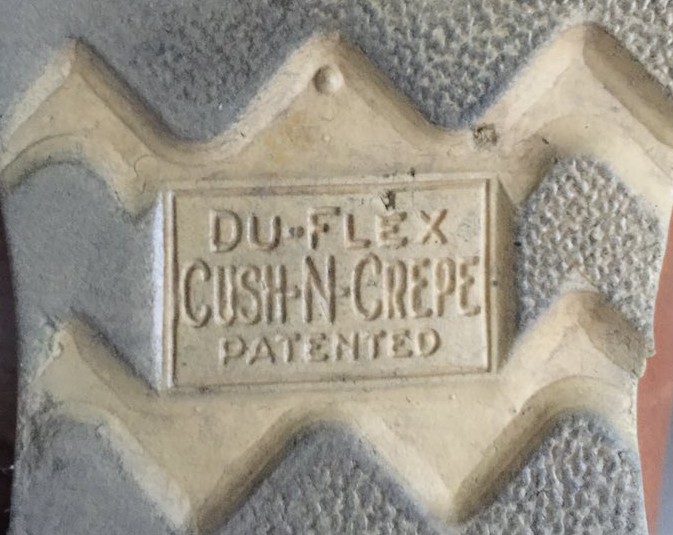 DU-FLEX
CUSH-N-CREPE
PATENTED